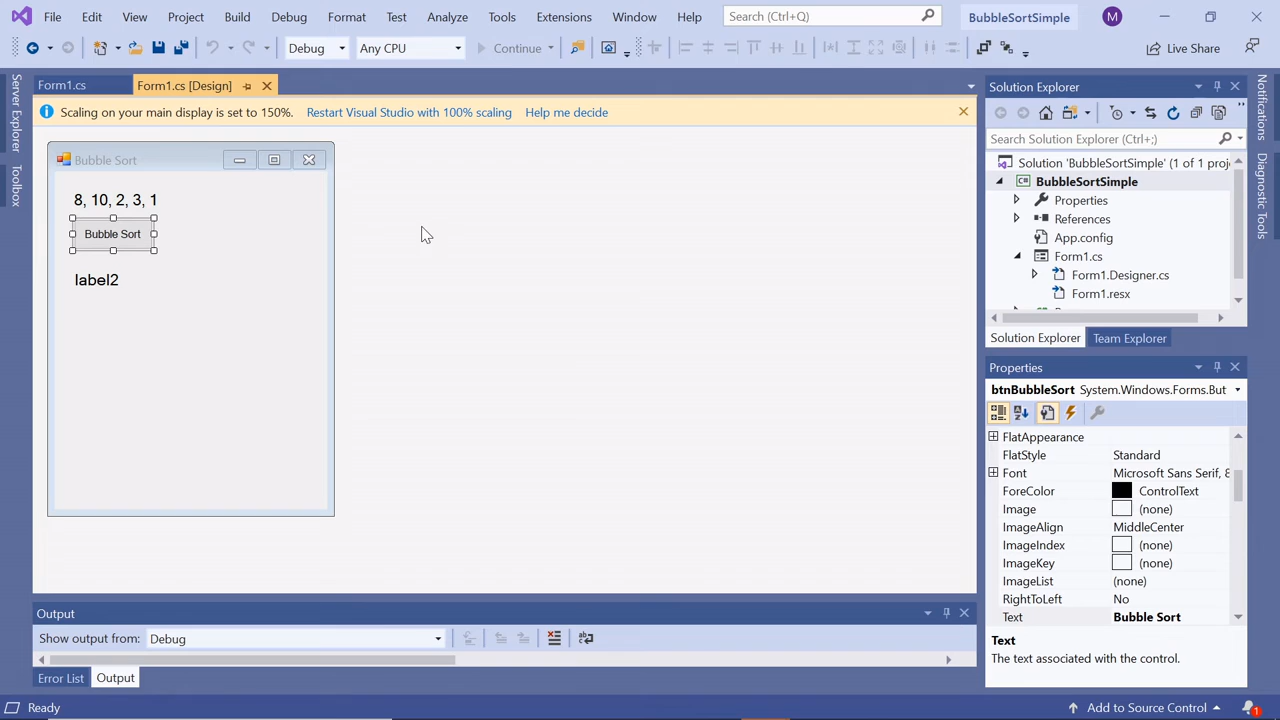 File Edit View Project Build Debug Format Test Analyze Tools Extensions Window Help Search (Ctrl+Q) BubbleSortSimple M
Debug Any CPU Continue Live Share
Form1.cs Form1.cs [Design]
Scaling on your main display is set to 150%. Restart Visual Studio with 100% scaling Help me decide
Server Explorer
Toolbox
Bubble Sort
8, 10, 2, 3, 1
Bubble Sort
label2
Solution Explorer
Search Solution Explorer (Ctrl+;)
Solution 'BubbleSortSimple' (1 of 1 proj
BubbleSortSimple
Properties
References
App.config
Form1.cs
Form1.Designer.cs
Form1.resx
Solution Explorer Team Explorer
Notifications
Diagnostic Tools
Properties
btnBubbleSort System.Windows.Forms.But
FlatAppearance
FlatStyle Standard
Font Microsoft Sans Serif, 8
ForeColor ControlText
Image (none)
ImageAlign MiddleCenter
ImageIndex (none)
ImageKey (none)
ImageList (none)
RightToLeft No
Text Bubble Sort
Text
The text associated with the control.
Output
Show output from: Debug
Error List Output
Ready Add to Source Control 1